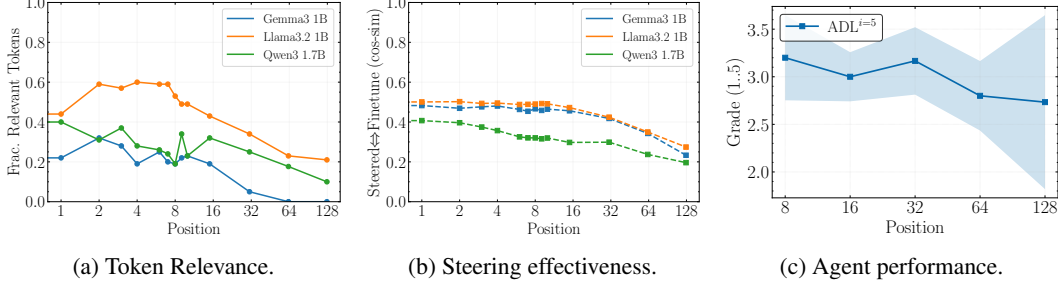 Frac. Relevant Tokens
1.0
0.8
0.6
0.4
0.2
0.0
1 2 4 8 16 32 64 128
Position
Gemma3 1B
Llama3.2 1B
Qwen3 1.7B
(a) Token Relevance.
Steered⇔Finetune (cos-sim)
1.0
0.8
0.6
0.4
0.2
0.0
1 2 4 8 16 32 64 128
Position
Gemma3 1B
Llama3.2 1B
Qwen3 1.7B
(b) Steering effectiveness.
Grade (1..5)
3.5
3.0
2.5
2.0
8 16 32 64 128
Position
ADL^{i=5}
(c) Agent performance.